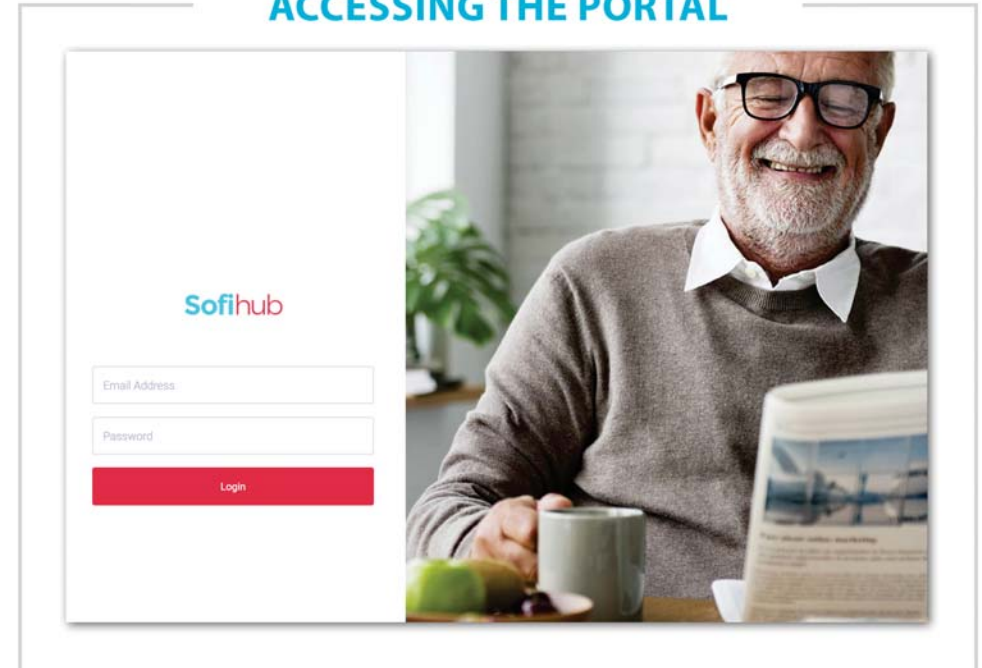 ACCESSING THE PORTAL
Sofihub
Email Address
Password
Login